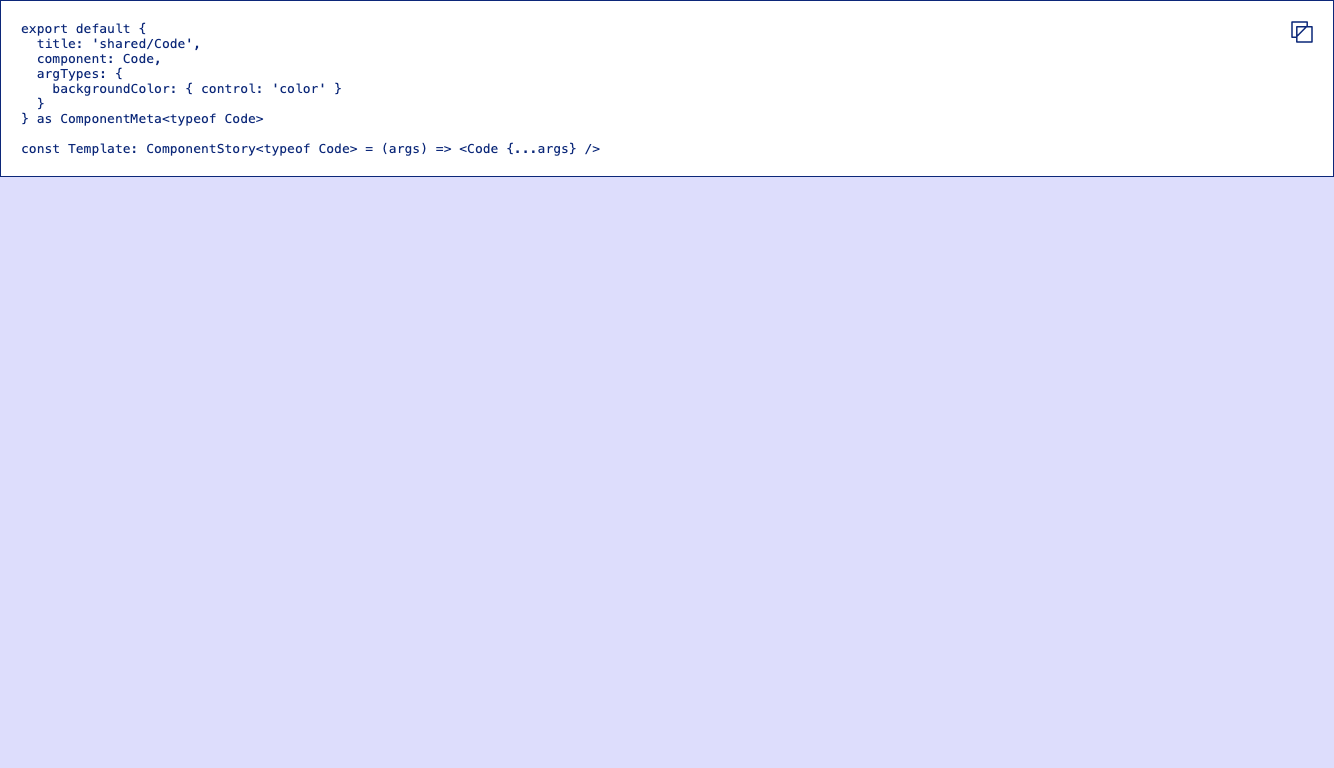 export default {
  title: 'shared/Code',
  component: Code,
  argTypes: {
    backgroundColor: { control: 'color' }
  }
} as ComponentMeta<typeof Code>

const Template: ComponentStory<typeof Code> = (args) => <Code {...args} />